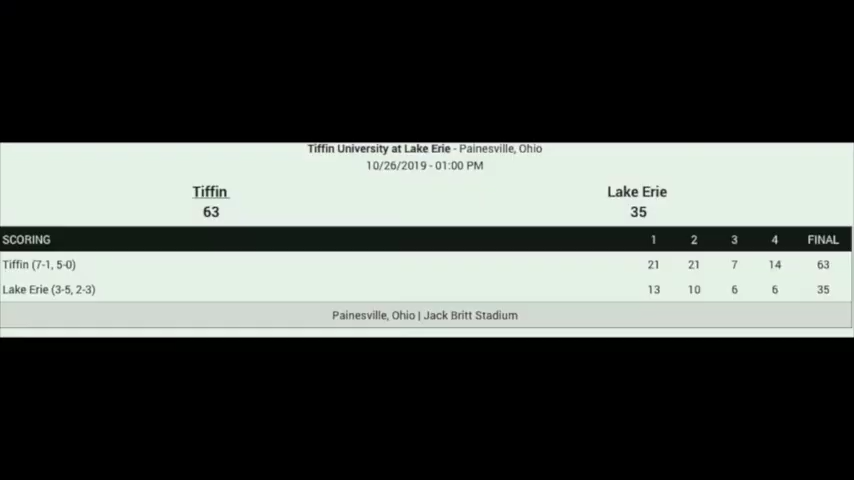 Tiffin University at Lake Erie - Painesville, Ohio
10/26/2019 - 01:00 PM
Tiffin Lake Erie
63 35
SCORING 1 2 3 4 FINAL
Tiffin (7-1, 5-0) 21 21 7 14 63
Lake Erie (3-5, 2-3) 13 10 6 6 35
Painesville, Ohio | Jack Britt Stadium